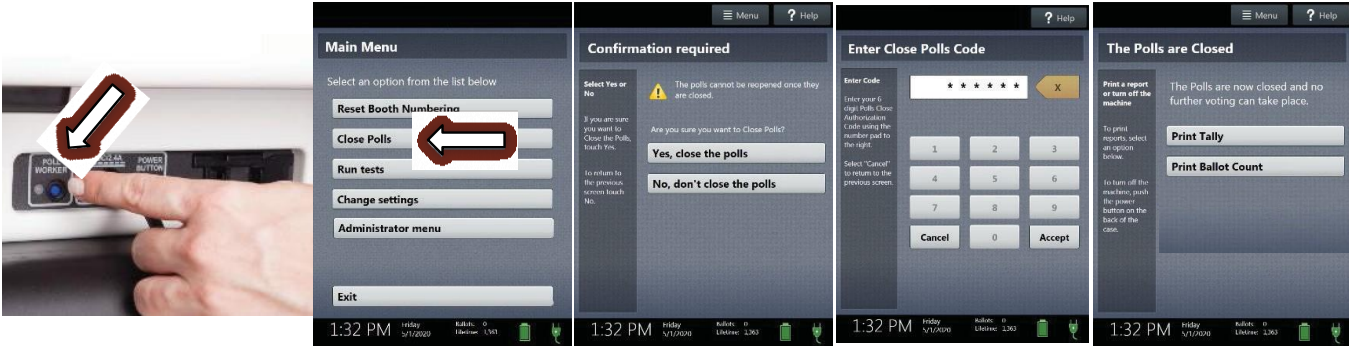 POLL
WORKER
DC/2.4A
POWER
BUTTON
Main Menu
Select an option from the list below
Reset Booth Numbering
Close Polls
Run tests
Change settings
Administrator menu
Exit
1:32 PM
Friday
5/1/2020
Ballots: 0
Lifetime: 1,363
Menu
? Help
Confirmation required
Select Yes or
No
If you are sure
you want to
Close the Polls,
touch Yes.
To return to
the previous
screen touch
No.
The polls cannot be reopened once they
are closed.
Are you sure you want to Close Polls?
Yes, close the polls
No, don't close the polls
1:32 PM
Friday
5/1/2020
Ballots: 0
Lifetime: 1,363
? Help
Enter Close Polls Code
Enter Code
Enter your 6
digit Polls Close
Authorization
Code using the
number pad to
the right.
Select "Cancel"
to return to the
previous screen.
* * * * * *
X
1 2 3
4 5 6
7 8 9
Cancel 0 Accept
1:32 PM
Friday
5/1/2020
Ballots: 0
Lifetime: 1,363
Menu
? Help
The Polls are Closed
Print a report
or turn off the
machine
To print
reports, select
an option
below.
To turn off the
machine, push
the power
button on the
back of the
case.
The Polls are now closed and no
further voting can take place.
Print Tally
Print Ballot Count
1:32 PM
Friday
5/1/2020
Ballots: 0
Lifetime: 1,363